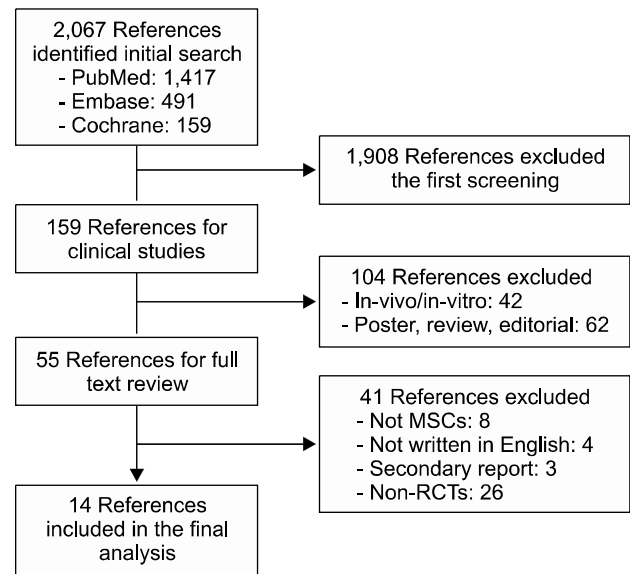 2,067 References
identified initial search
- PubMed: 1,417
- Embase: 491
- Cochrane: 159
1,908 References excluded
the first screening
159 References for
clinical studies
104 References excluded
- In-vivo/in-vitro: 42
- Poster, review, editorial: 62
55 References for full
text review
41 References excluded
- Not MSCs: 8
- Not written in English: 4
- Secondary report: 3
- Non-RCTs: 26
14 References
included in the final
analysis